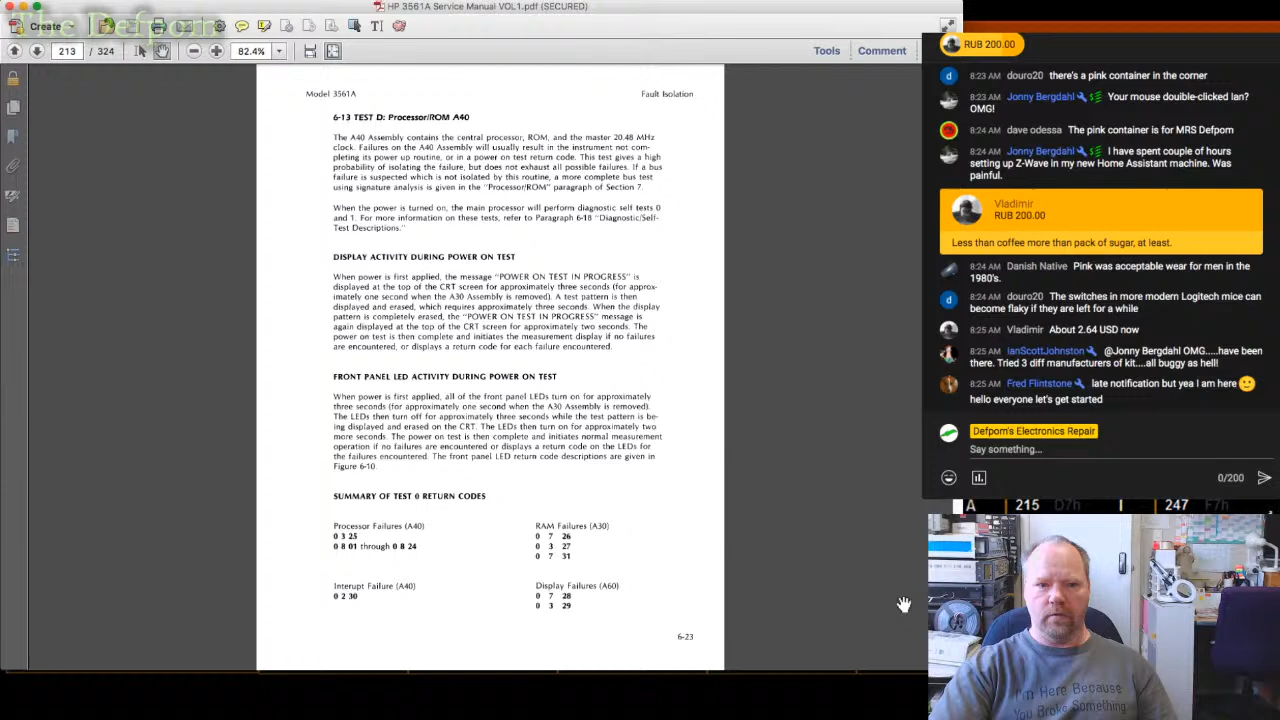 HP 3561A Service Manual VOL1.pdf (SECURED)
The Defpom
Create
213 / 324
82.4%
Tools Comment
Model 3561A Fault Isolation
6-13 TEST D: Processor/ROM A40
The A40 Assembly contains the central processor, ROM, and the master 20.48 MHz
clock. Failures on the A40 Assembly will usually result in the instrument not com-
pleting its power up routine, or in a power on test return code. This test gives a high
probability of isolating the failure, but does not exhaust all possible failures. If a bus
failure is suspected which is not isolated by this routine, a more complete bus test
using signature analysis is given in the "Processor/ROM" paragraph of Section 7.
When the power is turned on, the main processor will perform diagnostic self tests 0
and 1. For more information on these tests, refer to Paragraph 6-18 "Diagnostic/Self-
Test Descriptions."
DISPLAY ACTIVITY DURING POWER ON TEST
When power is first applied, the message "POWER ON TEST IN PROGRESS" is
displayed at the top of the CRT screen for approximately three seconds (for approx-
imately one second when the A30 Assembly is removed). A test pattern is then
displayed and erased, which requires approximately three seconds. When the display
pattern is completely erased, the "POWER ON TEST IN PROGRESS" message is
again displayed at the top of the CRT screen for approximately two seconds. The
power on test is then complete and initiates the measurement display if no failures
are encountered, or displays a return code for each failure encountered.
FRONT PANEL LED ACTIVITY DURING POWER ON TEST
When power is first applied, all of the front panel LEDs turn on for approximately
three seconds (for approximately one second when the A30 Assembly is removed).
The LEDs then turn off for approximately three seconds while the test pattern is be-
ing displayed and erased on the CRT. The LEDs then turn on for approximately two
more seconds. The power on test is then complete and initiates normal measurement
operation if no failures are encountered or displays a return code on the LEDs for
the failures encountered. The front panel LED return code descriptions are given in
Figure 6-10.
SUMMARY OF TEST 0 RETURN CODES
Processor Failures (A40)
0 3 25
0 8 01 through 0 8 24
Interupt Failure (A40)
0 2 30
RAM Failures (A30)
0 7 26
0 3 27
0 7 31
Display Failures (A60)
0 7 28
0 3 29
6-23
RUB 200.00
8:23 AM douro20 there's a pink container in the corner
8:23 AM Jonny Bergdahl Your mouse douible-clicked Ian?
OMG!
8:24 AM dave odessa The pink container is for MRS Defpom
8:24 AM Jonny Bergdahl I have spent couple of hours
setting up Z-Wave in my new Home Assistant machine. Was
painful.
Vladimir
RUB 200.00
Less than coffee more than pack of sugar, at least.
8:24 AM Danish Native Pink was acceptable wear for men in the
1980's.
8:24 AM douro20 The switches in more modern Logitech mice can
become flaky if they are left for a while
8:25 AM Vladimir About 2.64 USD now
8:25 AM IanScottJohnston @Jonny Bergdahl OMG.....have been
there. Tried 3 diff manufacturers of kit....all buggy as hell!
8:25 AM Fred Flintstone late notification but yea I am here
hello everyone let's get started
Defpom's Electronics Repair
Say something...
0/200
A 215 D7h 247 F7h
I'm Here Because
You Broke Something